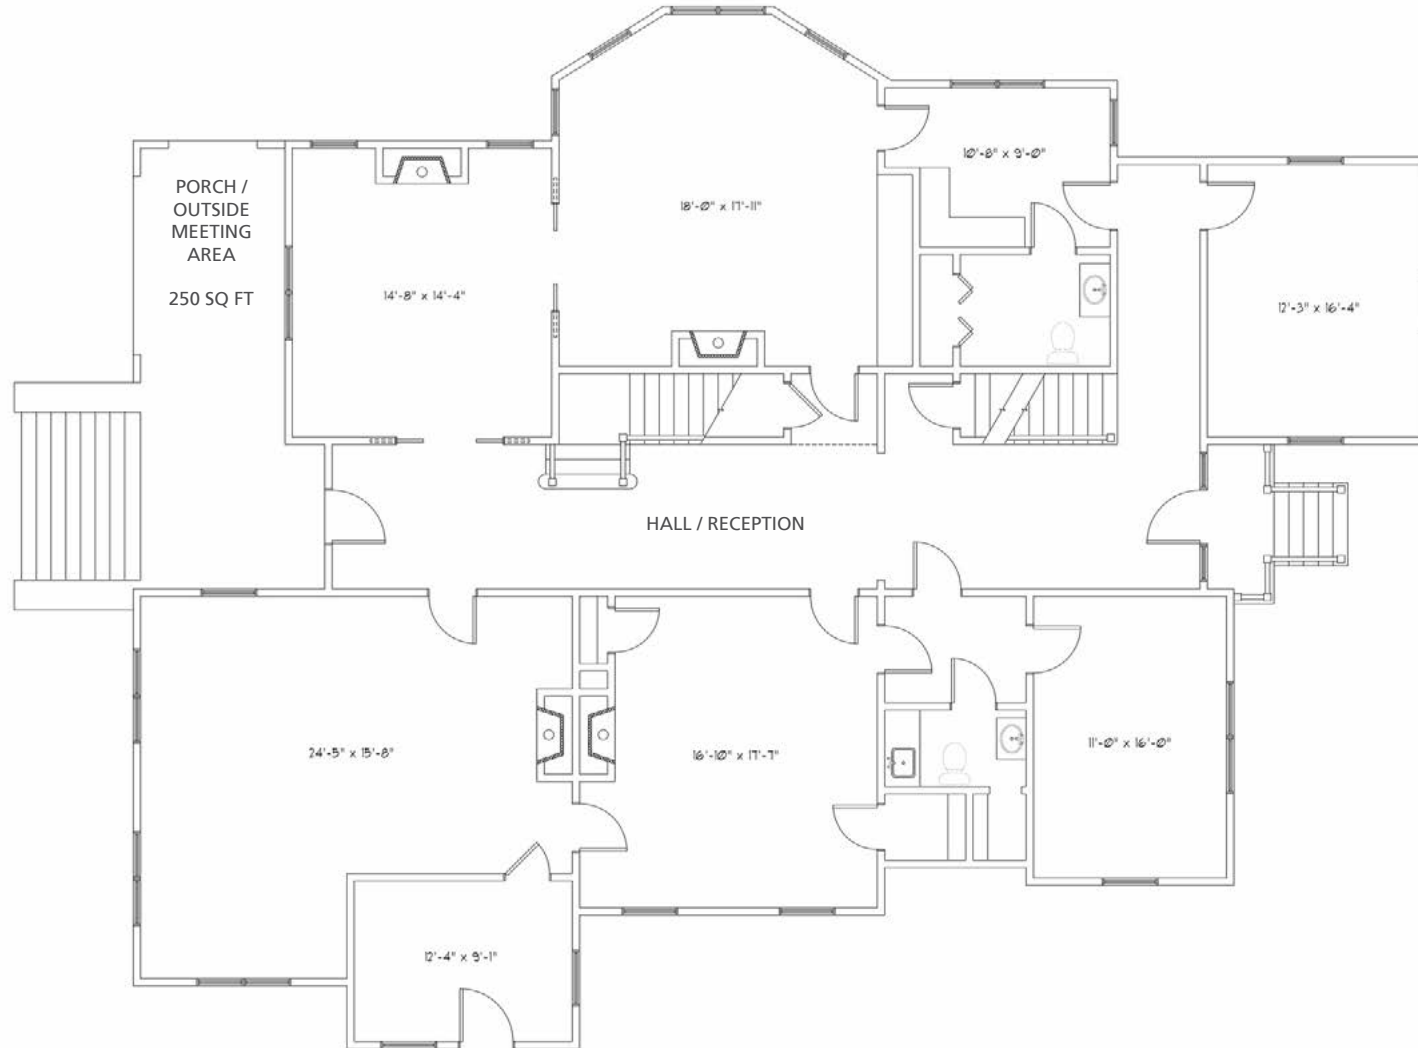 PORCH /
OUTSIDE
MEETING
AREA
250 SQ FT
14'-8" x 14'-4"
18'-0" x 17'-11"
10'-8" x 9'-0"
12'-3" x 16'-4"
HALL / RECEPTION
24'-5" x 15'-8"
16'-10" x 17'-7"
11'-0" x 16'-0"
12'-4" x 9'-1"